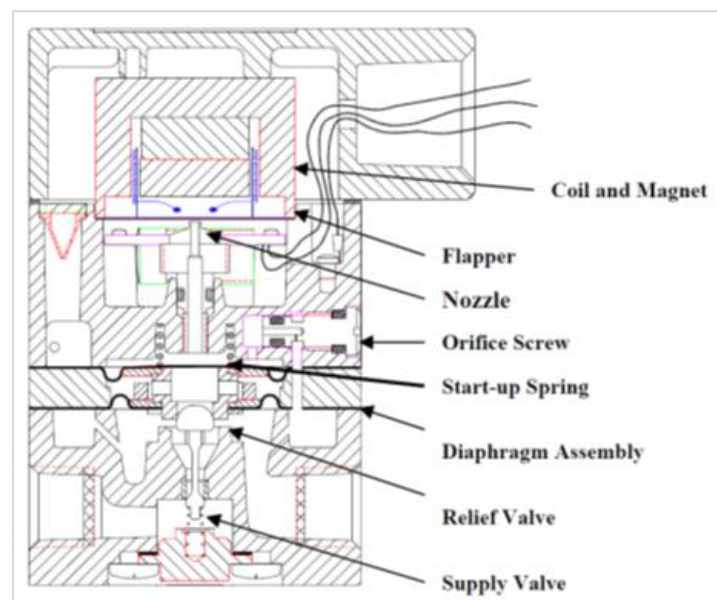 Coil and Magnet
Flapper
Nozzle
Orifice Screw
Start-up Spring
Diaphragm Assembly
Relief Valve
Supply Valve